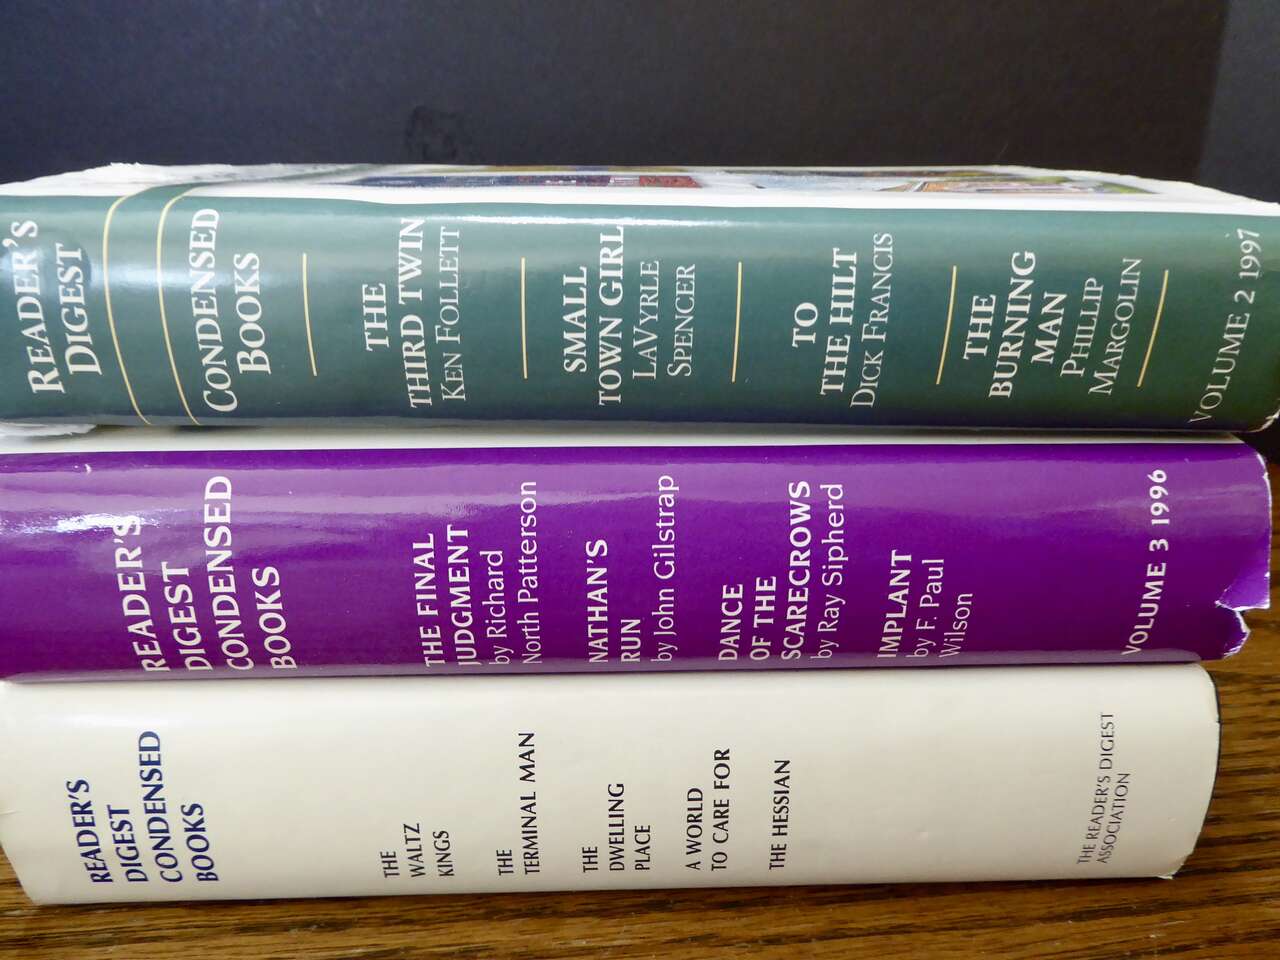 READER'S
DIGEST
CONDENSED
BOOKS
THE
THIRD TWIN
KEN FOLLETT
SMALL
TOWN GIRL
LAVYRLE
SPENCER
TO
THE HILT
DICK FRANCIS
THE
BURNING
MAN
PHILLIP
MARGOLIN
VOLUME 2 1997
READER'S
DIGEST
CONDENSED
BOOKS
THE FINAL
JUDGMENT
by Richard
North Patterson
NATHAN'S
RUN
by John Gilstrap
DANCE
OF THE
SCARECROWS
by Ray Sipherd
IMPLANT
by F. Paul
Wilson
VOLUME 3 1996
READER'S
DIGEST
CONDENSED
BOOKS
THE
WALTZ
KINGS
THE
TERMINAL MAN
THE
DWELLING
PLACE
A WORLD
TO CARE FOR
THE HESSIAN
THE READER'S DIGEST
ASSOCIATION